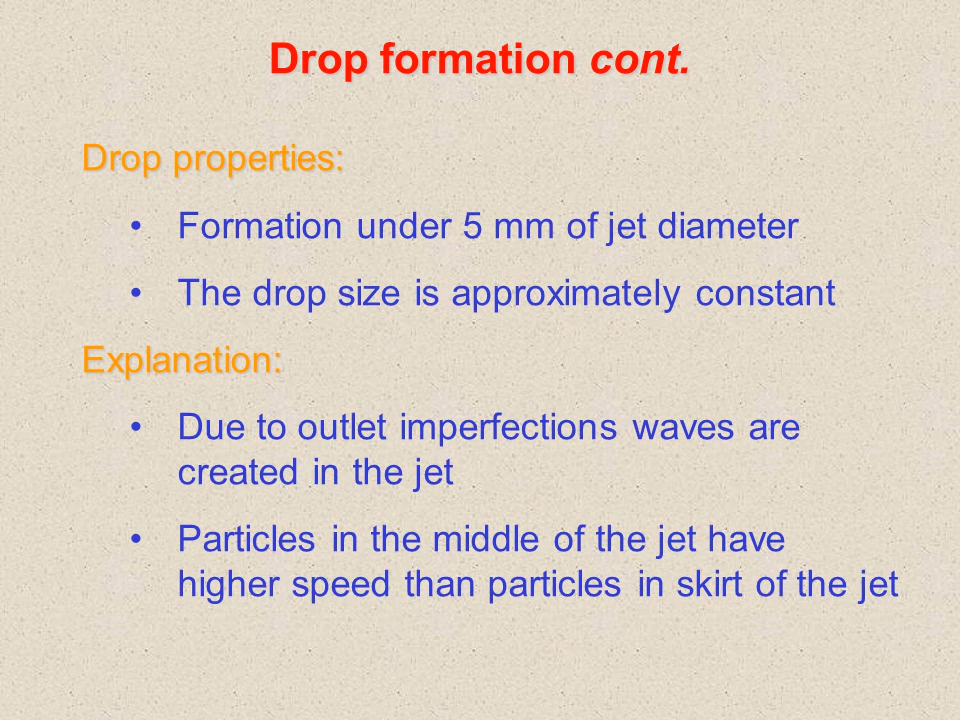 Drop formation cont.
Drop properties:
• Formation under 5 mm of jet diameter
• The drop size is approximately constant
Explanation:
• Due to outlet imperfections waves are
created in the jet
• Particles in the middle of the jet have
higher speed than particles in skirt of the jet